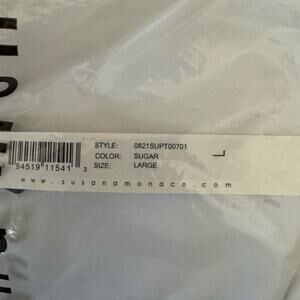 STYLE: 0821SUPT00701
COLOR: SUGAR
SIZE: LARGE
L
94519 11541 3
www.susanamonaco.com